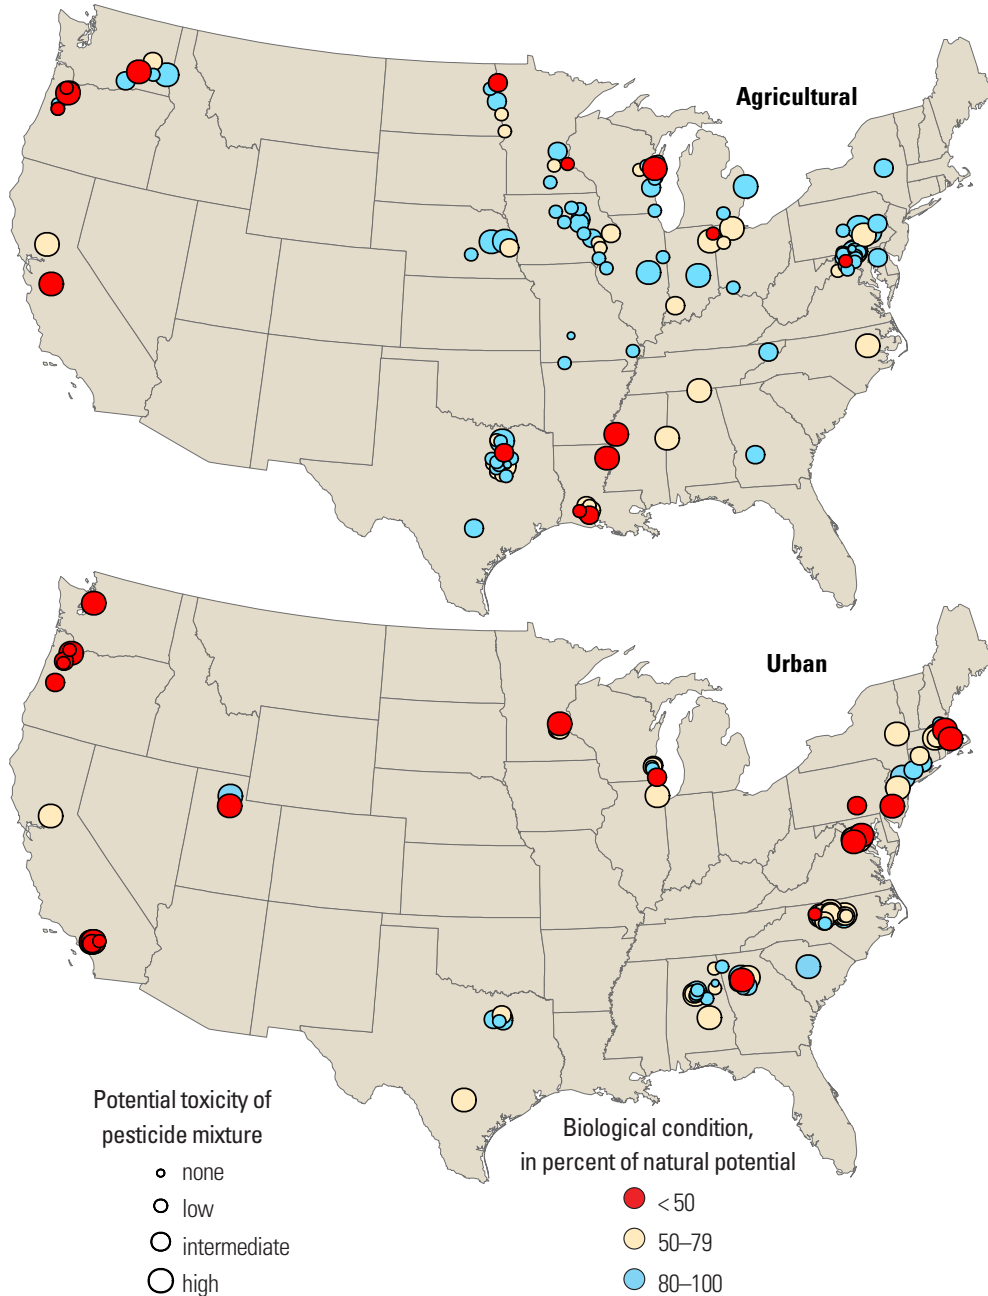 Agricultural
Urban
Potential toxicity of
pesticide mixture
none
low
intermediate
high
Biological condition,
in percent of natural potential
< 50
50–79
80–100